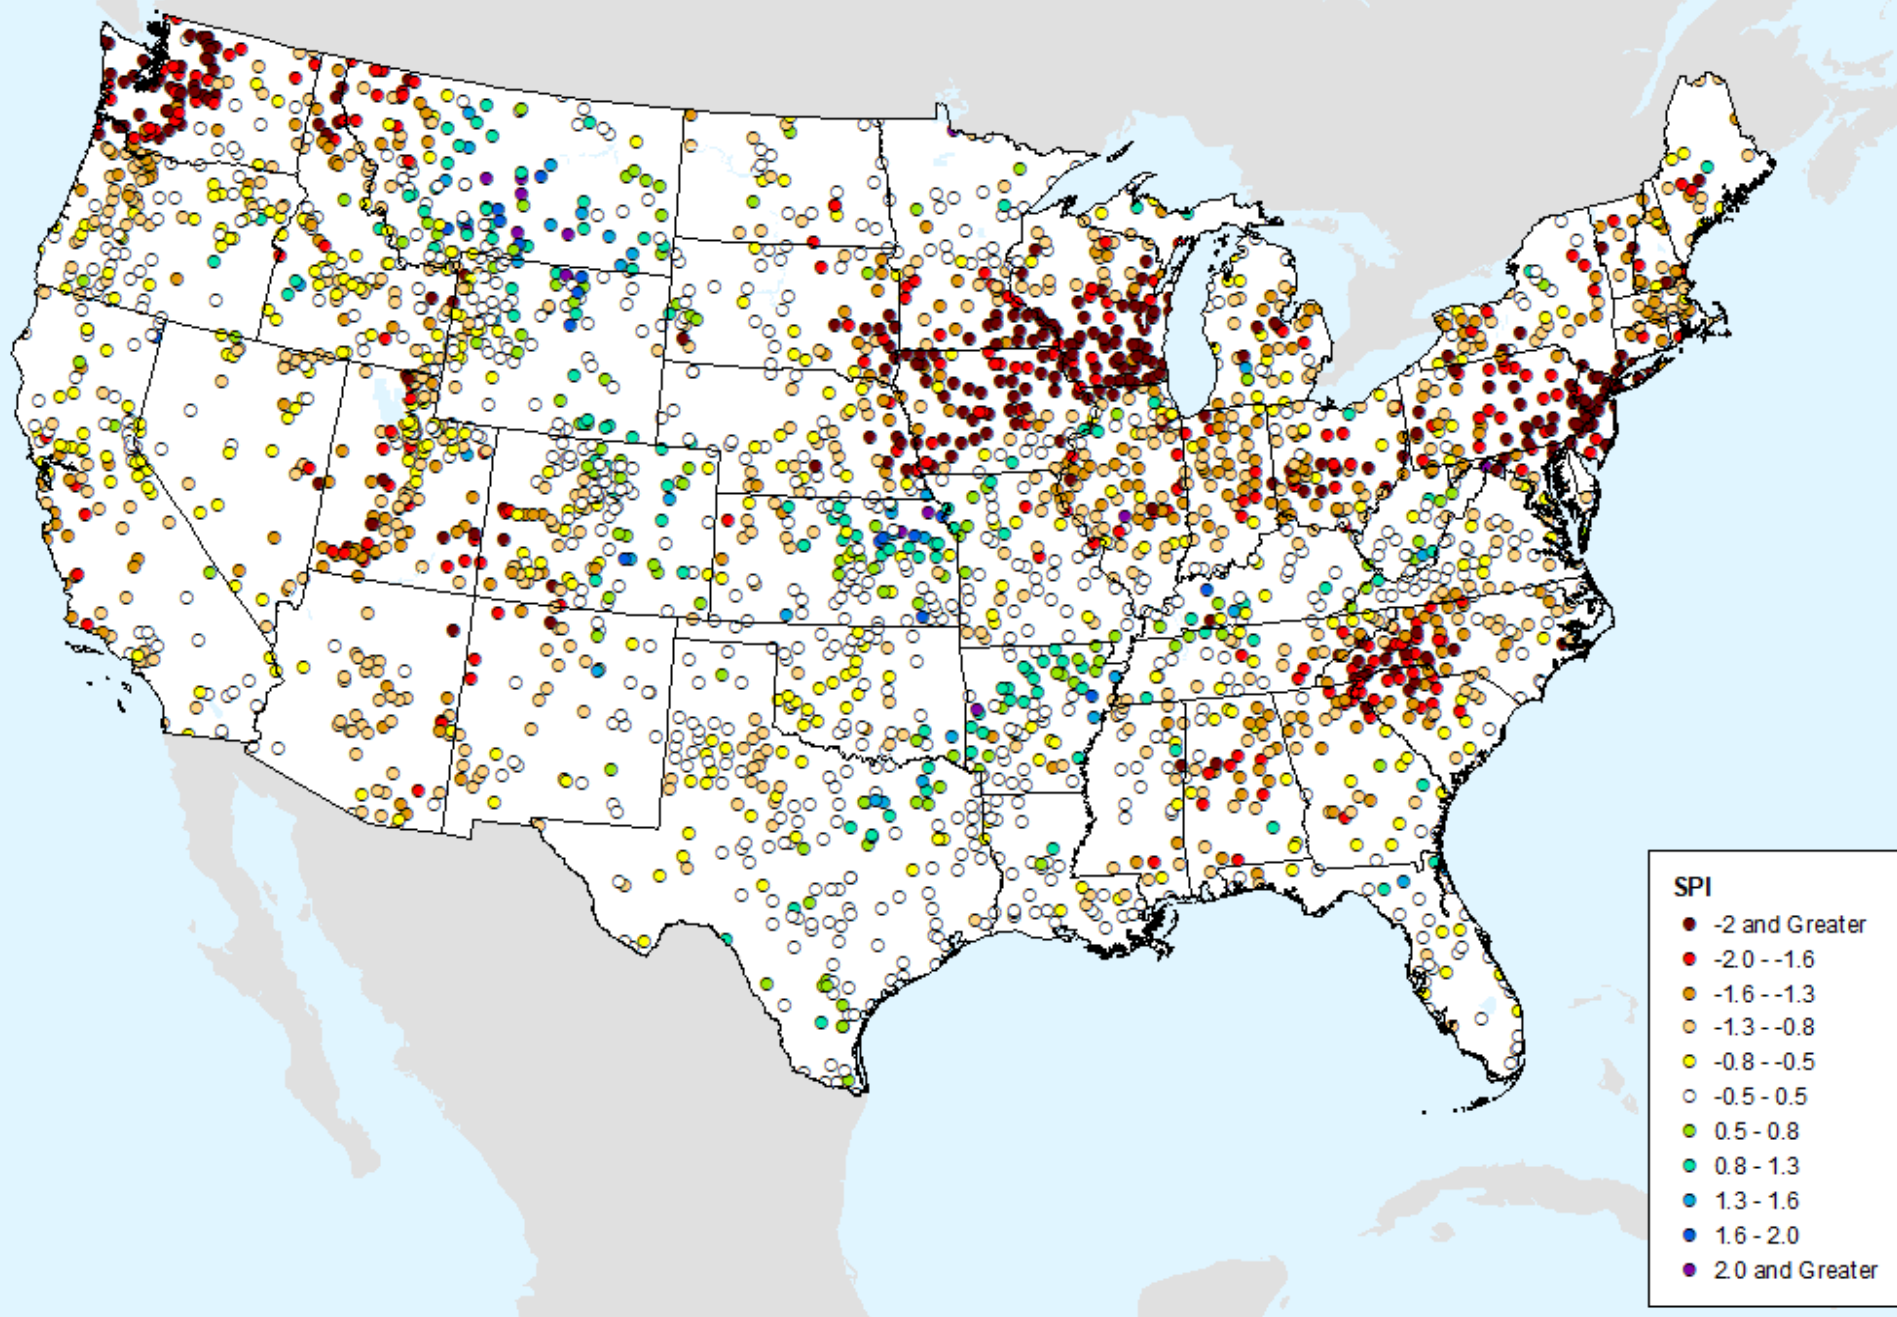 SPI
-2 and Greater
-2.0 - -1.6
-1.6 - -1.3
-1.3 - -0.8
-0.8 - -0.5
-0.5 - 0.5
0.5 - 0.8
0.8 - 1.3
1.3 - 1.6
1.6 - 2.0
2.0 and Greater